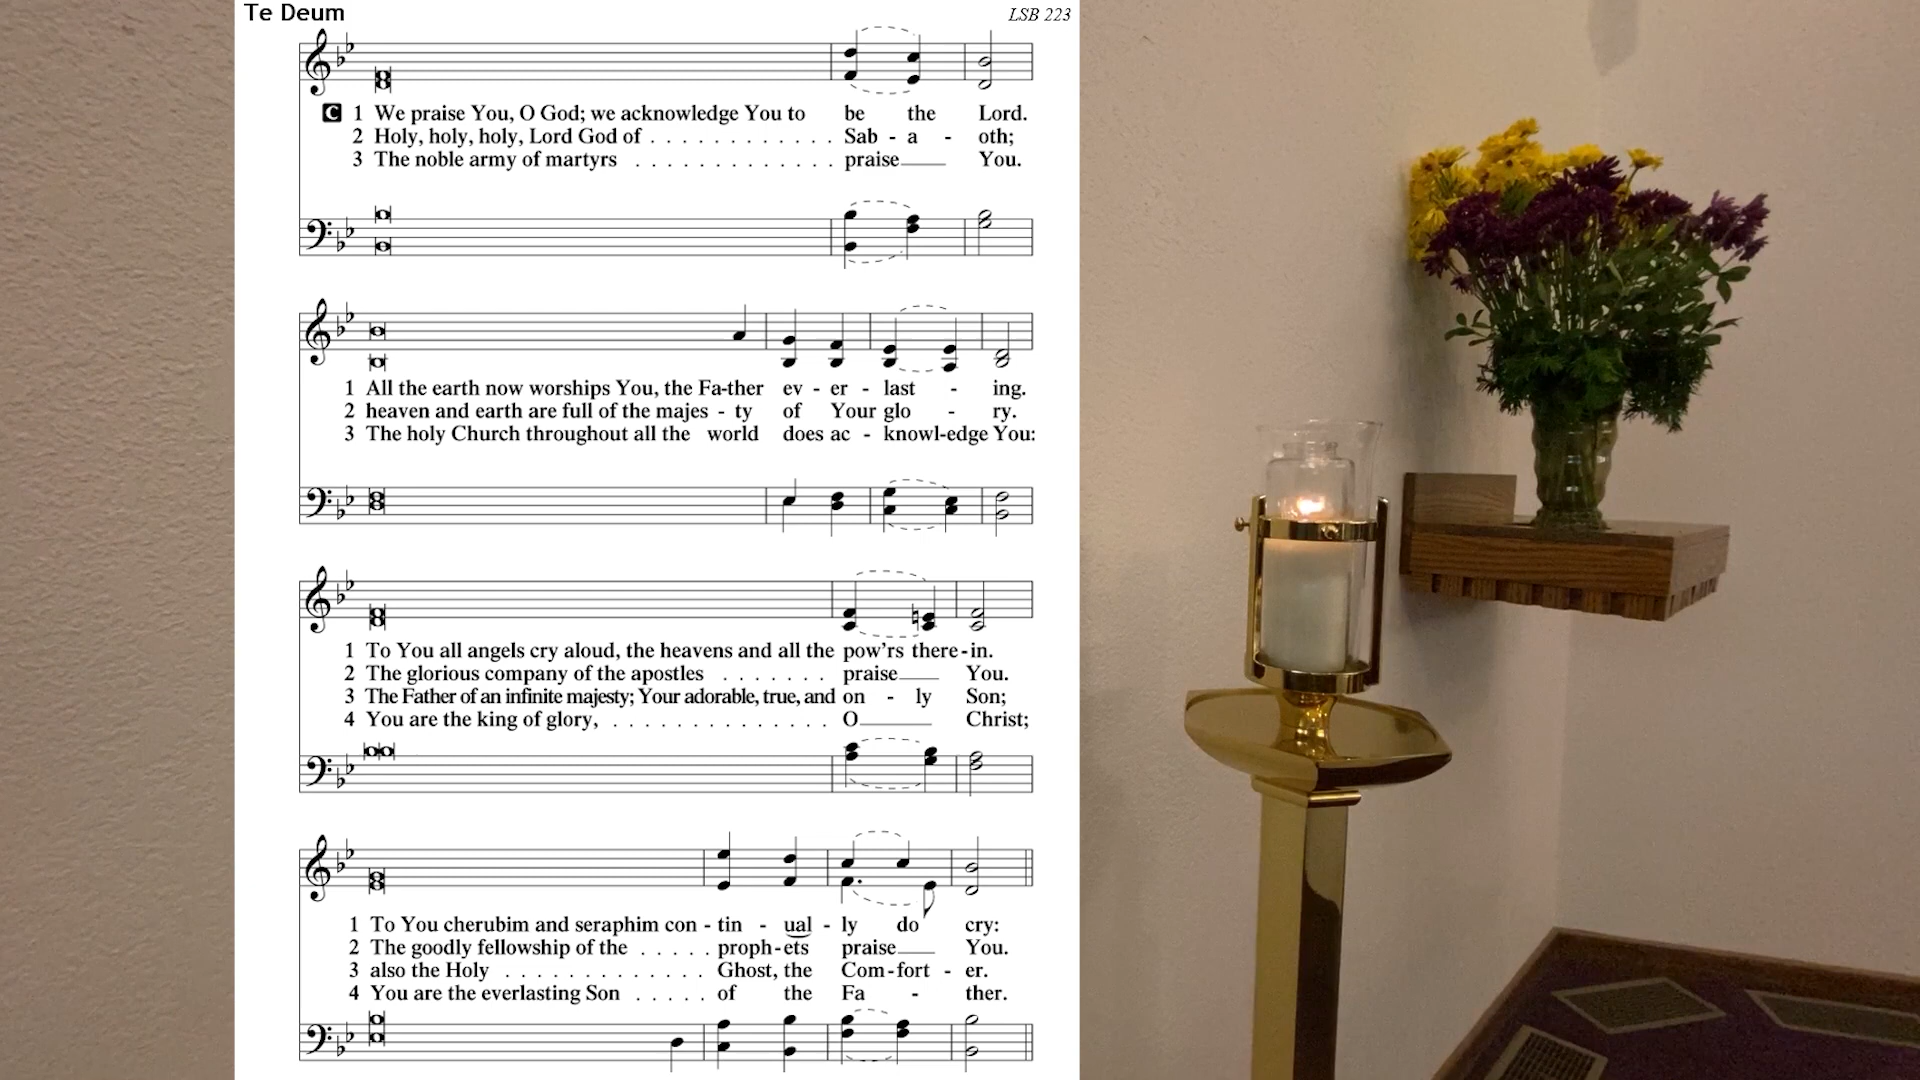 Te Deum
LSB 223
C 1 We praise You, O God; we acknowledge You to be the Lord.
2 Holy, holy, holy, Lord God of . . . . . . . . . . . . Sab - a - oth;
3 The noble army of martyrs . . . . . . . . . . . . . praise You.
1 All the earth now worships You, the Fa-ther ev - er - last - ing.
2 heaven and earth are full of the majes - ty of Your glo - ry.
3 The holy Church throughout all the world does ac - knowl-edge You:
1 To You all angels cry aloud, the heavens and all the pow'rs there-in.
2 The glorious company of the apostles . . . . . . . praise You.
3 The Father of an infinite majesty; Your adorable, true, and on - ly Son;
4 You are the king of glory, . . . . . . . . . . . . . . O Christ;
1 To You cherubim and seraphim con - tin - ual - ly do cry:
2 The goodly fellowship of the . . . . . proph-ets praise You.
3 also the Holy . . . . . . . . . . . . . Ghost, the Com-fort - er.
4 You are the everlasting Son . . . . . of the Fa - ther.